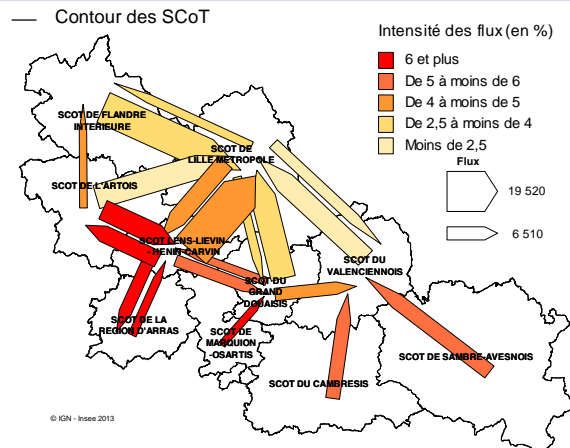 Contour des SCoT
Intensité des flux (en %)
6 et plus
De 5 à moins de 6
De 4 à moins de 5
De 2,5 à moins de 4
Moins de 2,5
Flux
19 520
6 510
SCOT DE FLANDRE
INTERIEURE
SCOT DE
LILLE METROPOLE
SCOT DE L'ARTOIS
SCOT LENS-LIEVIN-
-HENIN-CARVIN
SCOT DU
VALENCIENNOIS
SCOT DU
GRAND
DOUAISIS
SCOT DE LA
REGION D'ARRAS
SCOT DE
MARQUION
-OSARTIS
SCOT DE SAMBRE-AVESNOIS
SCOT DU CAMBRESIS
© IGN - Insee 2013